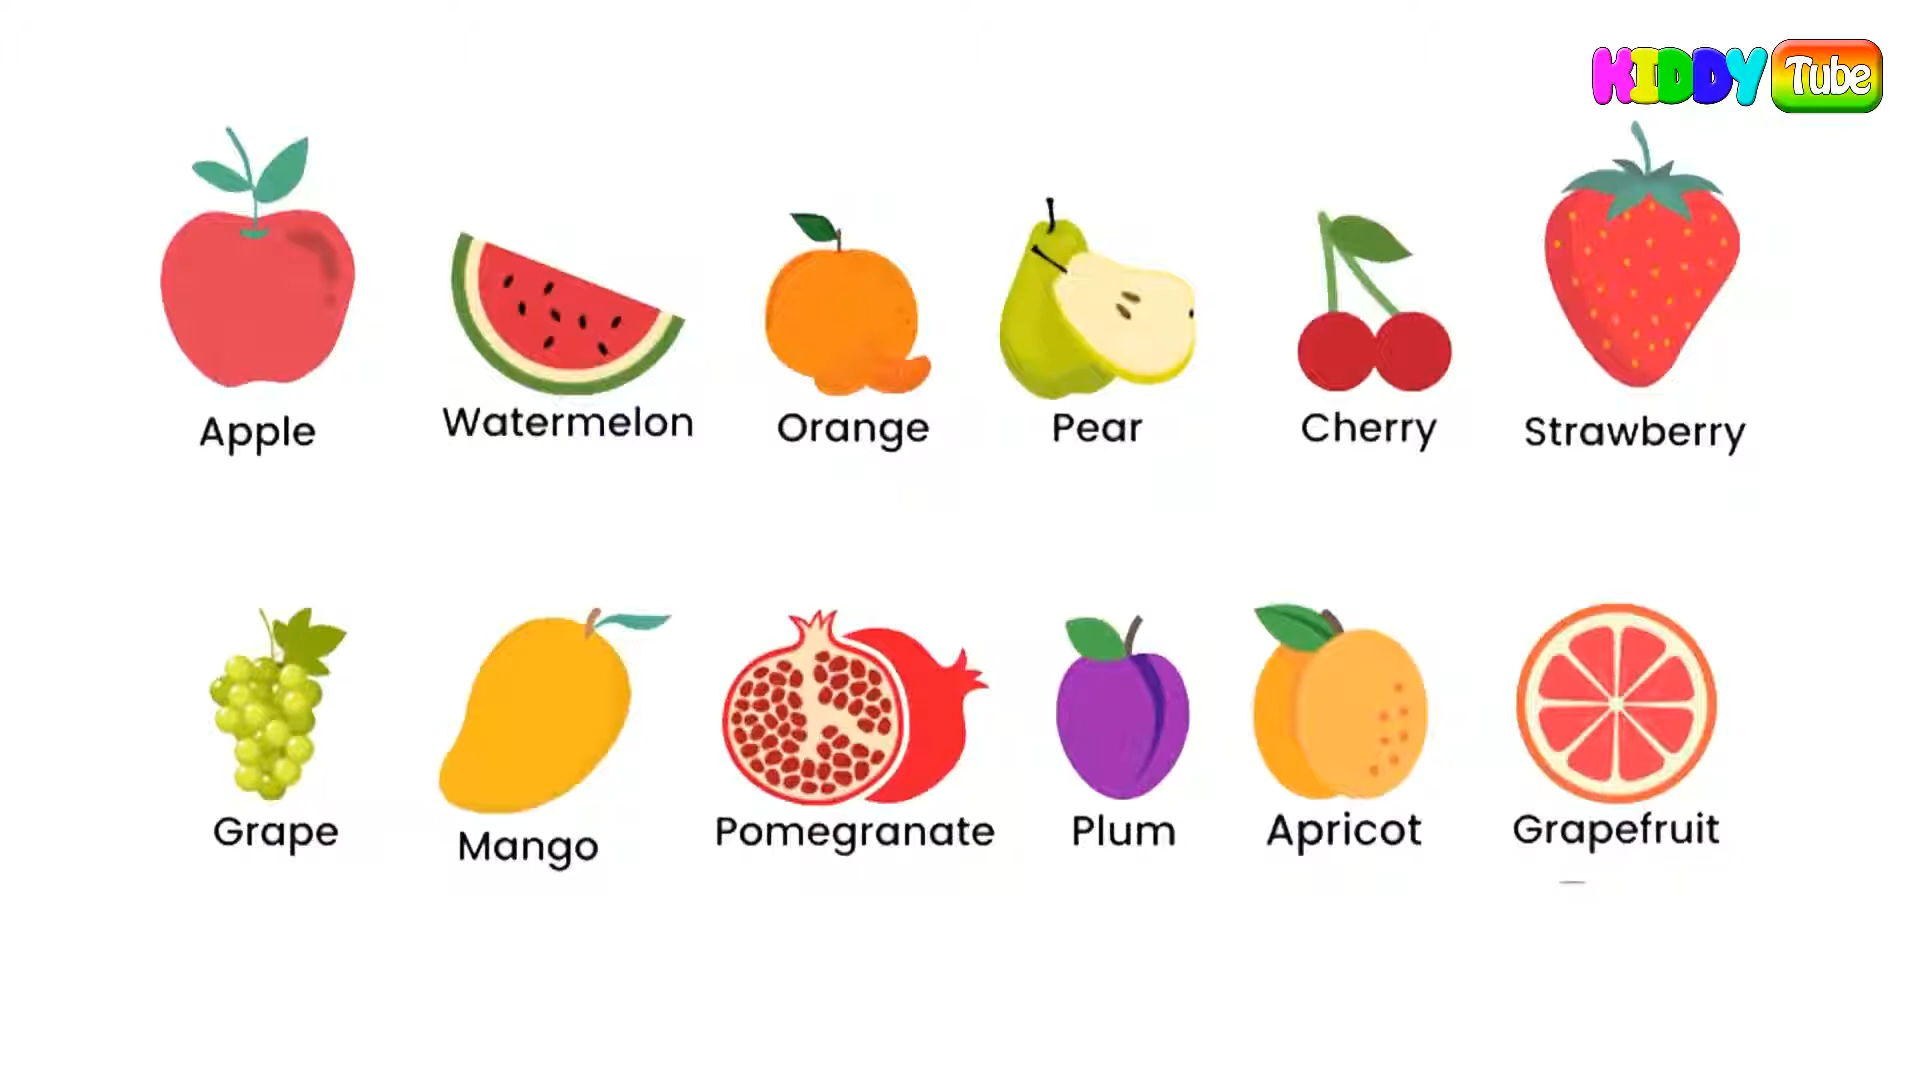 KIDDY Tube
Apple
Watermelon
Orange
Pear
Cherry
Strawberry
Grape
Mango
Pomegranate
Plum
Apricot
Grapefruit